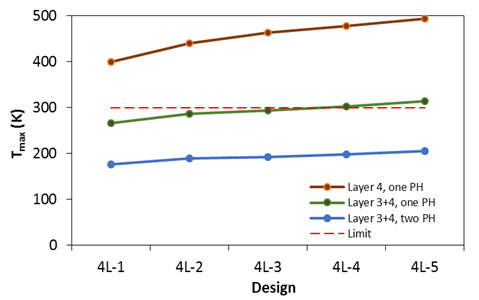 500
400
300
200
100
0
T_max (K)
Layer 4, one PH
Layer 3+4, one PH
Layer 3+4, two PH
Limit
4L-1 4L-2 4L-3 4L-4 4L-5
Design